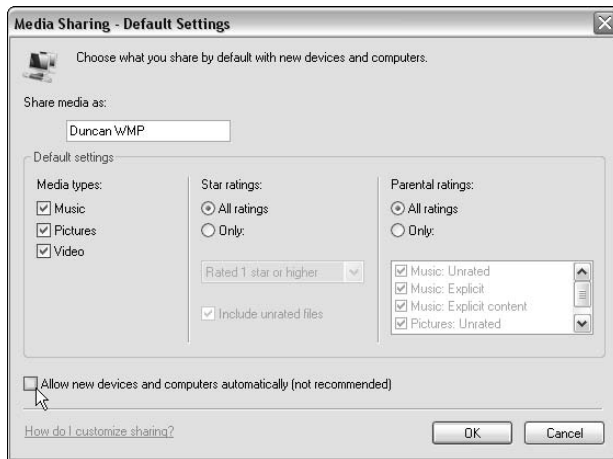 Media Sharing - Default Settings
Choose what you share by default with new devices and computers.
Share media as:
Duncan WMP
Default settings
Media types:
Music
Pictures
Video
Star ratings:
All ratings
Only:
Rated 1 star or higher
Include unrated files
Parental ratings:
All ratings
Only:
Music: Unrated
Music: Explicit
Music: Explicit content
Pictures: Unrated
Allow new devices and computers automatically (not recommended)
How do I customize sharing?
OK
Cancel